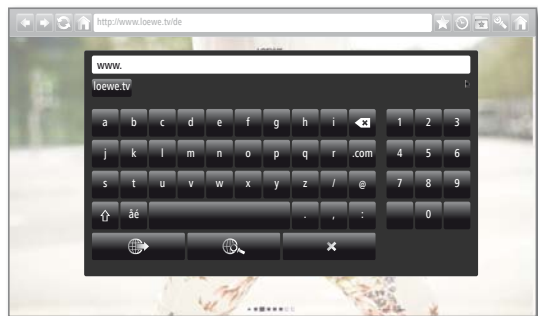 http://www.loewe.tv/de
www.
loewe.tv
a b c d e f g h i 1 2 3
j k l m n o p q r .com 4 5 6
s t u v w x y z / @ 7 8 9
åé . , : 0